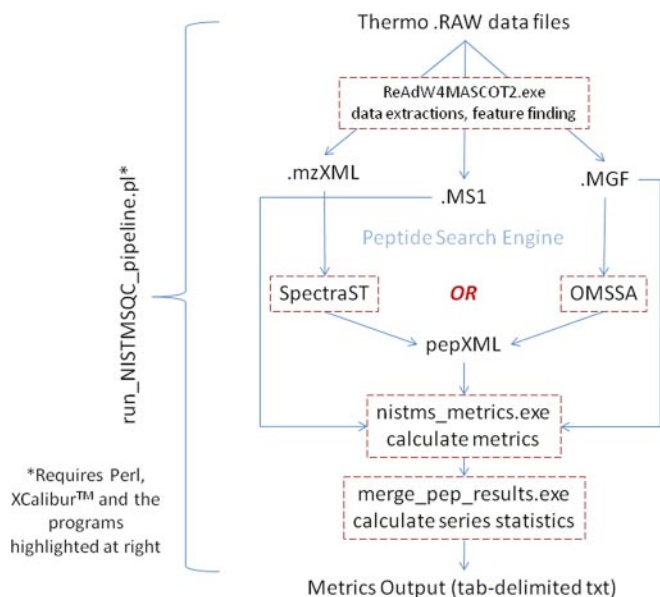 Thermo .RAW data files
ReAdW4MASCOT2.exe
data extractions, feature finding
.mzXML
.MS1
.MGF
Peptide Search Engine
SpectraST
OR
OMSSA
pepXML
nistms_metrics.exe
calculate metrics
merge_pep_results.exe
calculate series statistics
Metrics Output (tab-delimited txt)
run_NISTMSQC_pipeline.pl*
*Requires Perl,
XCalibur™ and the
programs
highlighted at right